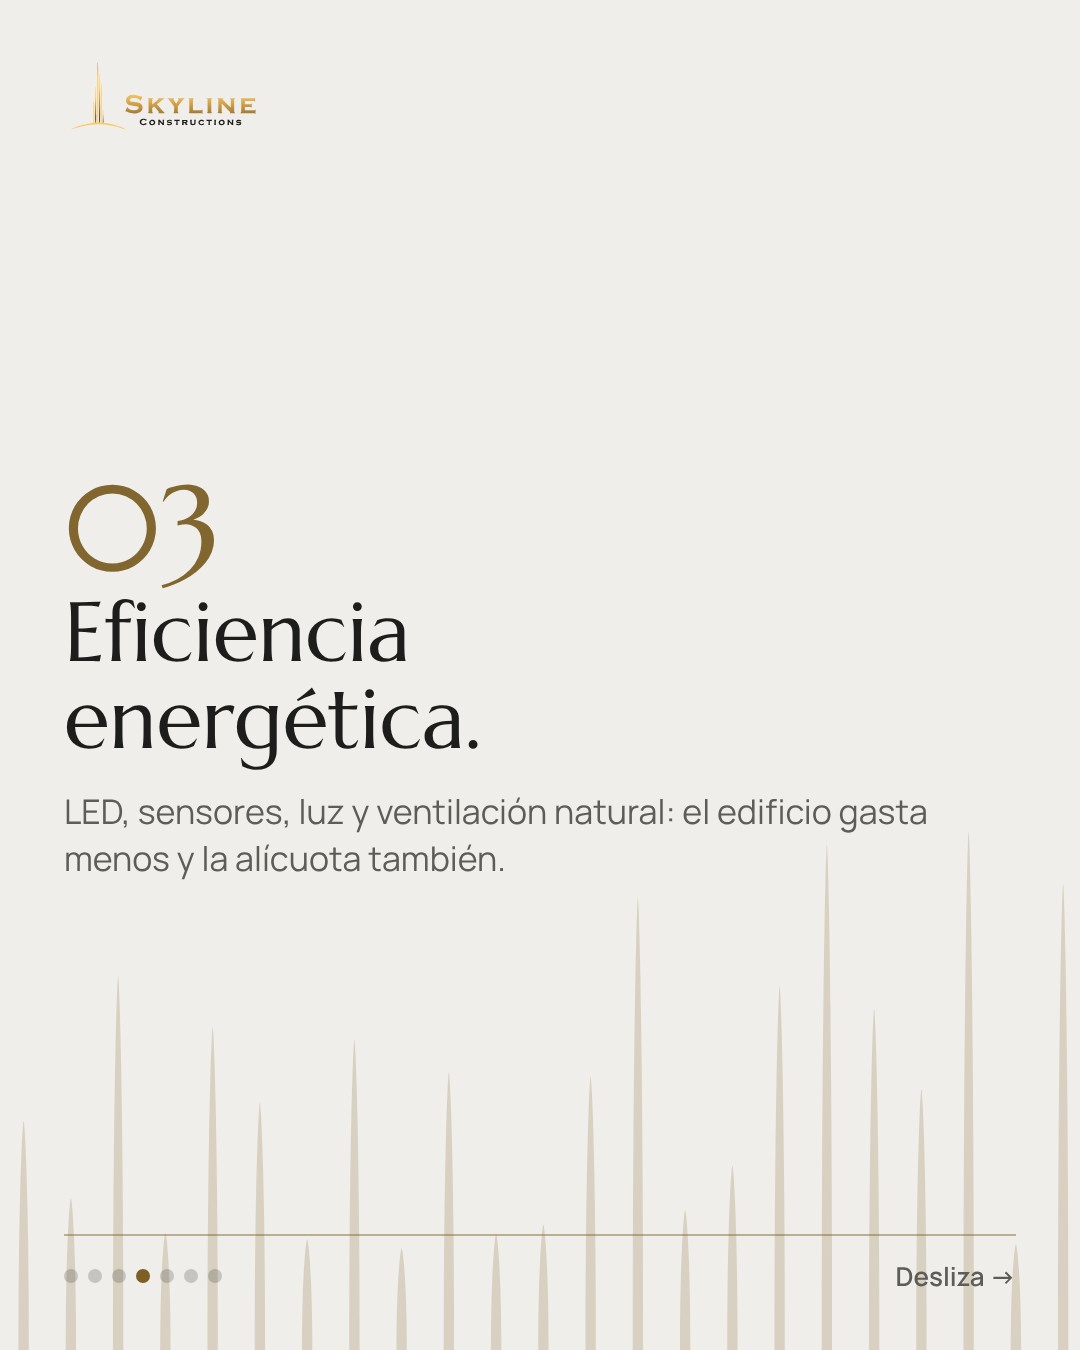 SKYLINE
CONSTRUCTIONS
03
Eficiencia
energética.
LED, sensores, luz y ventilación natural: el edificio gasta
menos y la alícuota también.
Desliza →